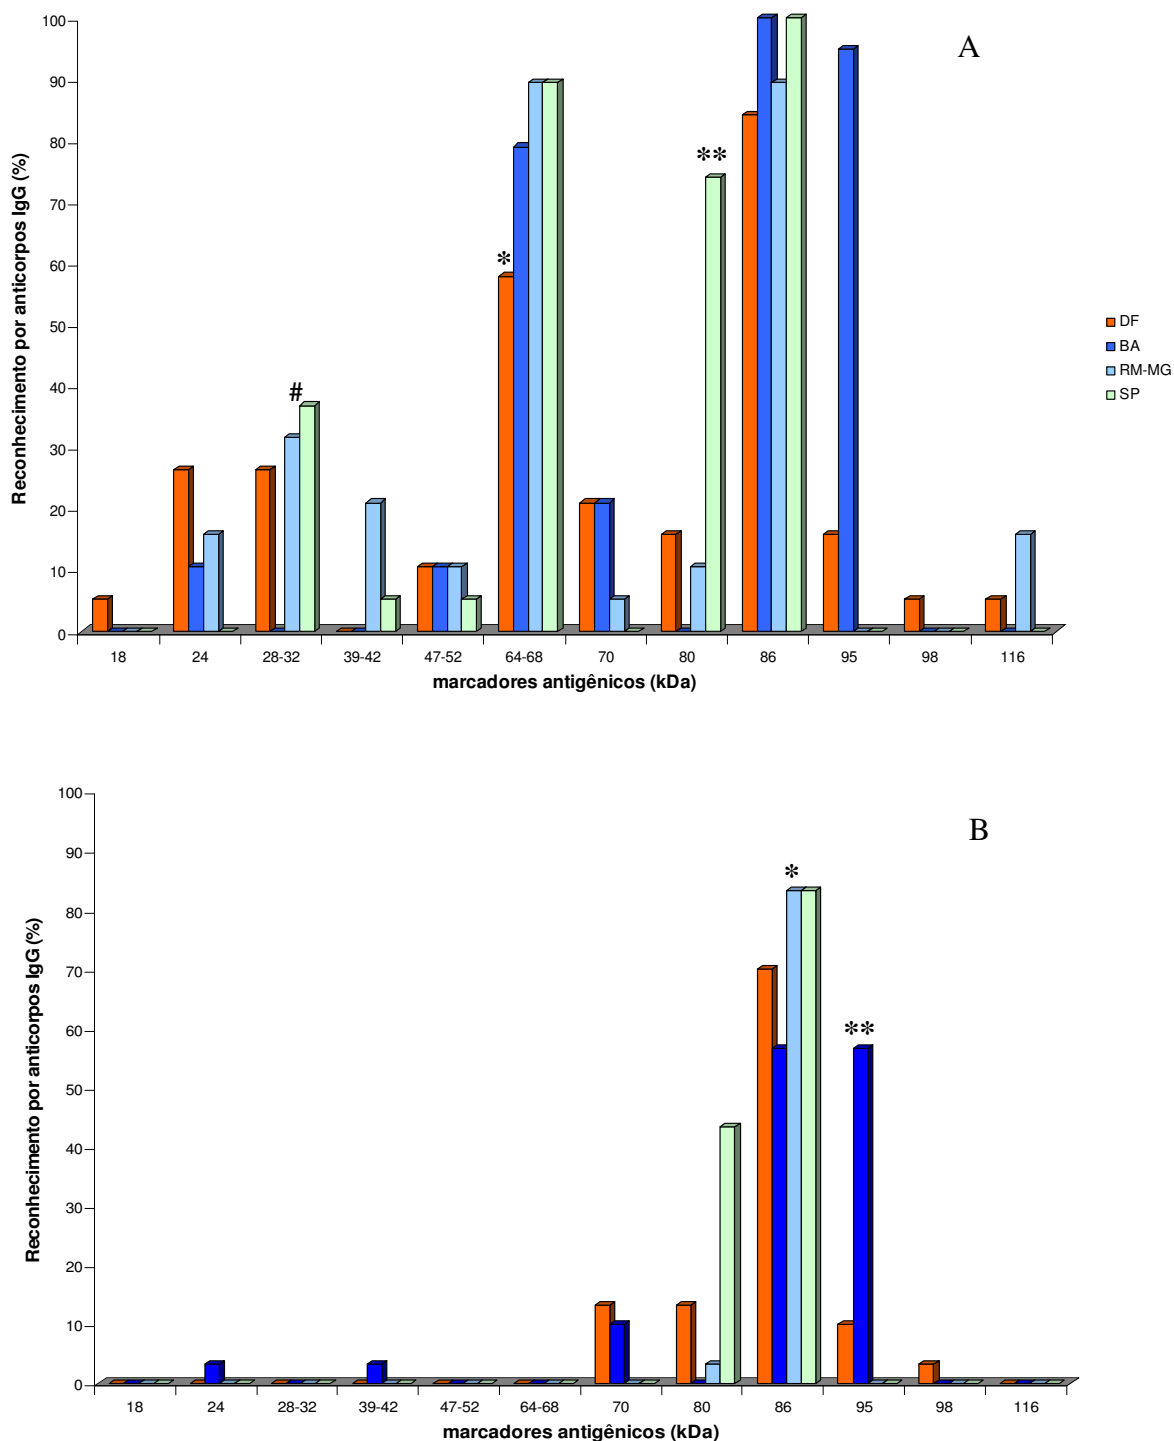 A
Reconhecimento por anticorpos IgG (%)
100
90
80
70
60
50
40
30
20
10
0
#
*
**
18 24 28-32 39-42 47-52 64-68 70 80 86 95 98 116
marcadores antigênicos (kDa)
DF
BA
RM-MG
SP
B
Reconhecimento por anticorpos IgG (%)
100
90
80
70
60
50
40
30
20
10
0
*
**
18 24 28-32 39-42 47-52 64-68 70 80 86 95 98 116
marcadores antigênicos (kDa)